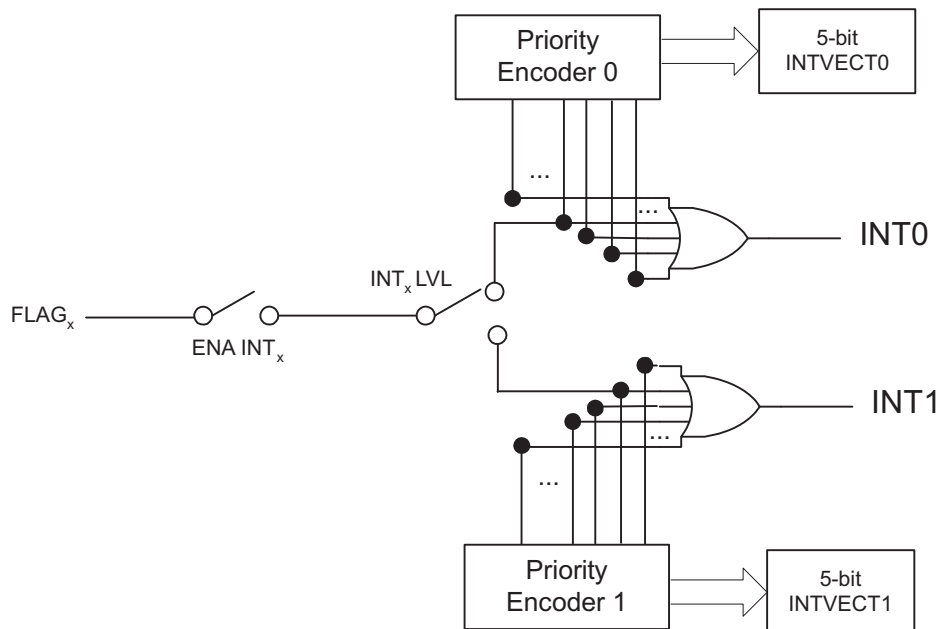 Priority
Encoder 0
5-bit
INTVECT0
...
...
INT0
INTₓ LVL
FLAGₓ
ENA INTₓ
INT1
...
...
Priority
Encoder 1
5-bit
INTVECT1